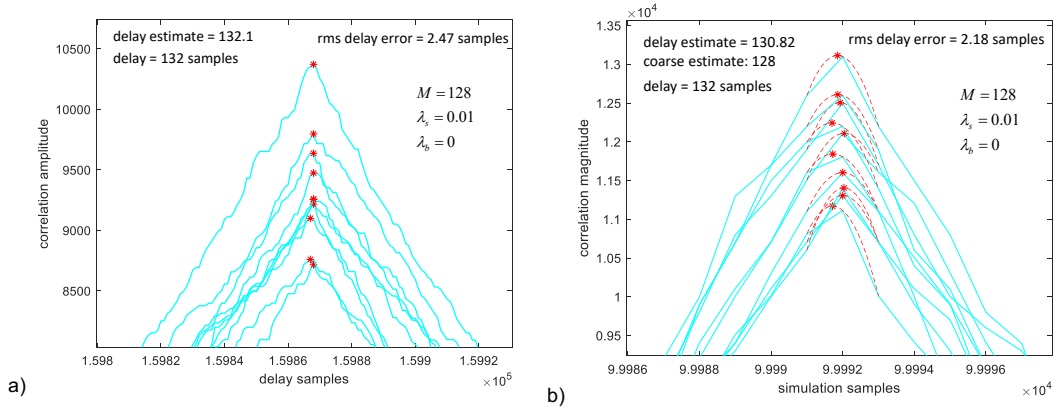 delay estimate = 132.1
delay = 132 samples
rms delay error = 2.47 samples
M = 128
λs = 0.01
λb = 0
correlation amplitude
10500
10000
9500
9000
8500
1.598 1.5982 1.5984 1.5986 1.5988 1.599 1.5992
delay samples
×10^5
a)
×10^4
delay estimate = 130.82
coarse estimate: 128
delay = 132 samples
rms delay error = 2.18 samples
M = 128
λs = 0.01
λb = 0
correlation magnitude
1.35
1.3
1.25
1.2
1.15
1.1
1.05
1
0.95
9.9986 9.9988 9.999 9.9992 9.9994 9.9996
simulation samples
×10^4
b)